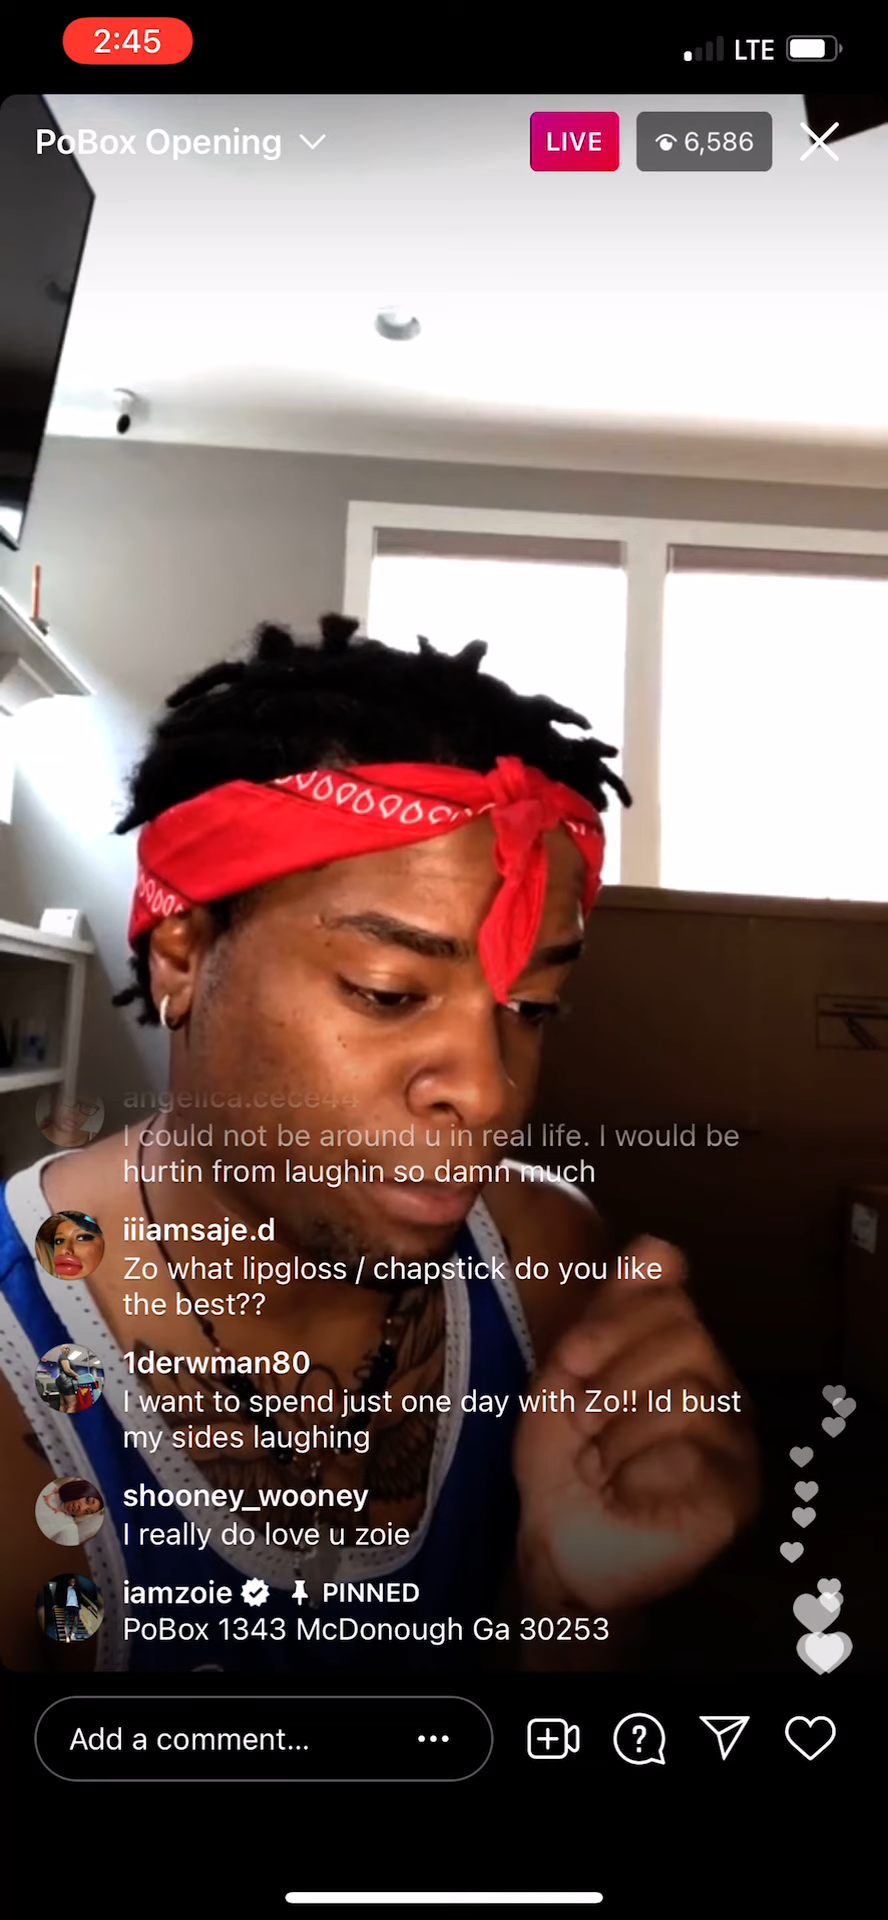 2:45
LTE
PoBox Opening
LIVE
6,586
angelica.cece44
I could not be around u in real life. I would be
hurtin from laughin so damn much
iiiamsaje.d
Zo what lipgloss / chapstick do you like
the best??
1derwman80
I want to spend just one day with Zo!! Id bust
my sides laughing
shooney_wooney
I really do love u zoie
iamzoie PINNED
PoBox 1343 McDonough Ga 30253
Add a comment...